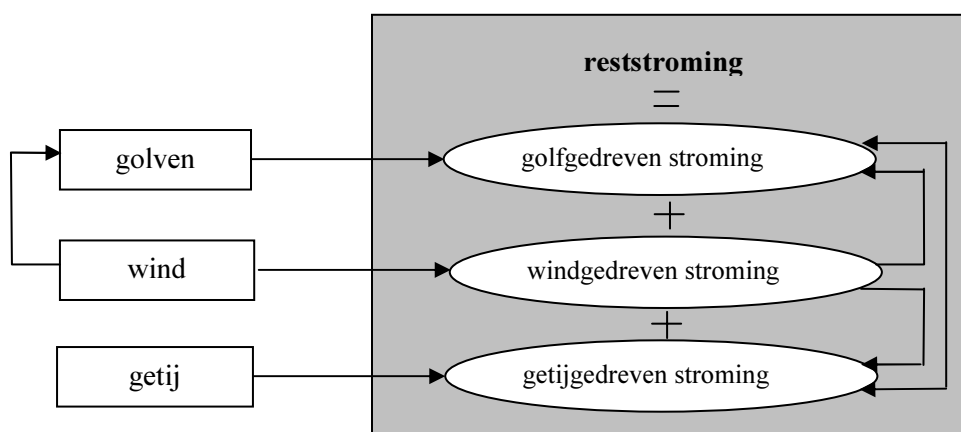 reststroming
=
golven
golfgedreven stroming
+
wind
windgedreven stroming
+
getij
getijgedreven stroming